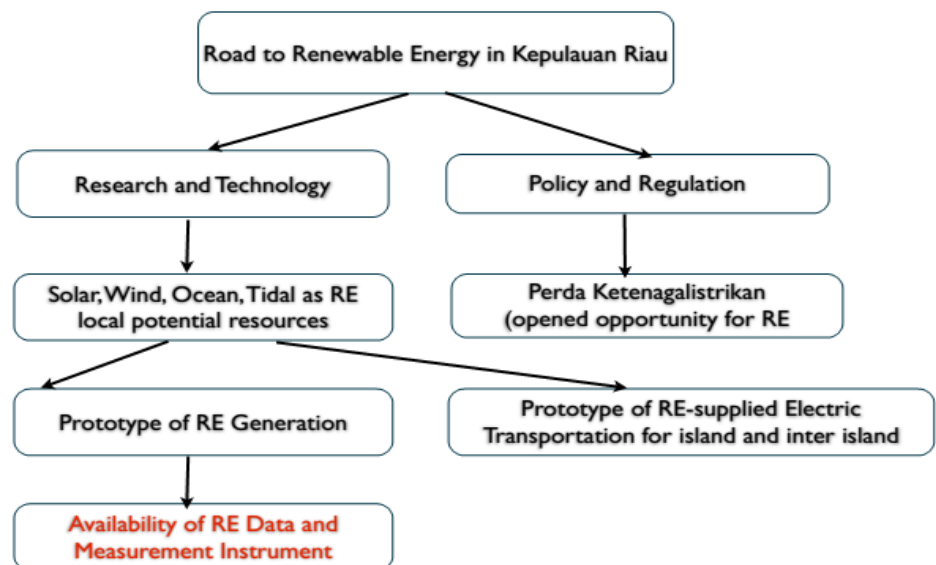 Road to Renewable Energy in Kepulauan Riau
Research and Technology
Policy and Regulation
Solar, Wind, Ocean, Tidal as RE
local potential resources
Perda Ketenagalistrikan
(opened opportunity for RE
Prototype of RE Generation
Prototype of RE-supplied Electric
Transportation for island and inter island
Availability of RE Data and
Measurement Instrument